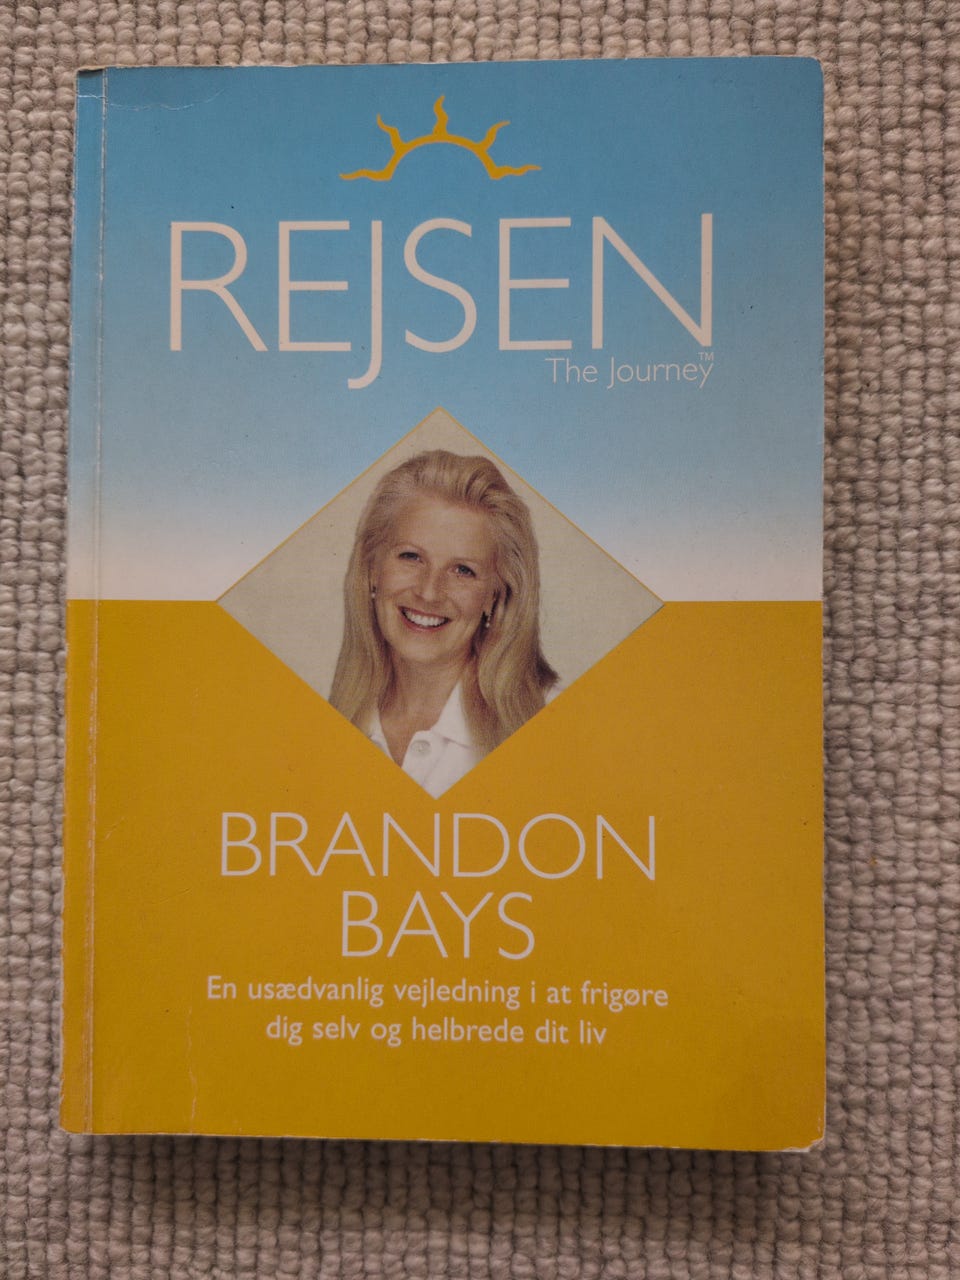 REJSEN
The Journey™
BRANDON
BAYS
En usædvanlig vejledning i at frigøre
dig selv og helbrede dit liv